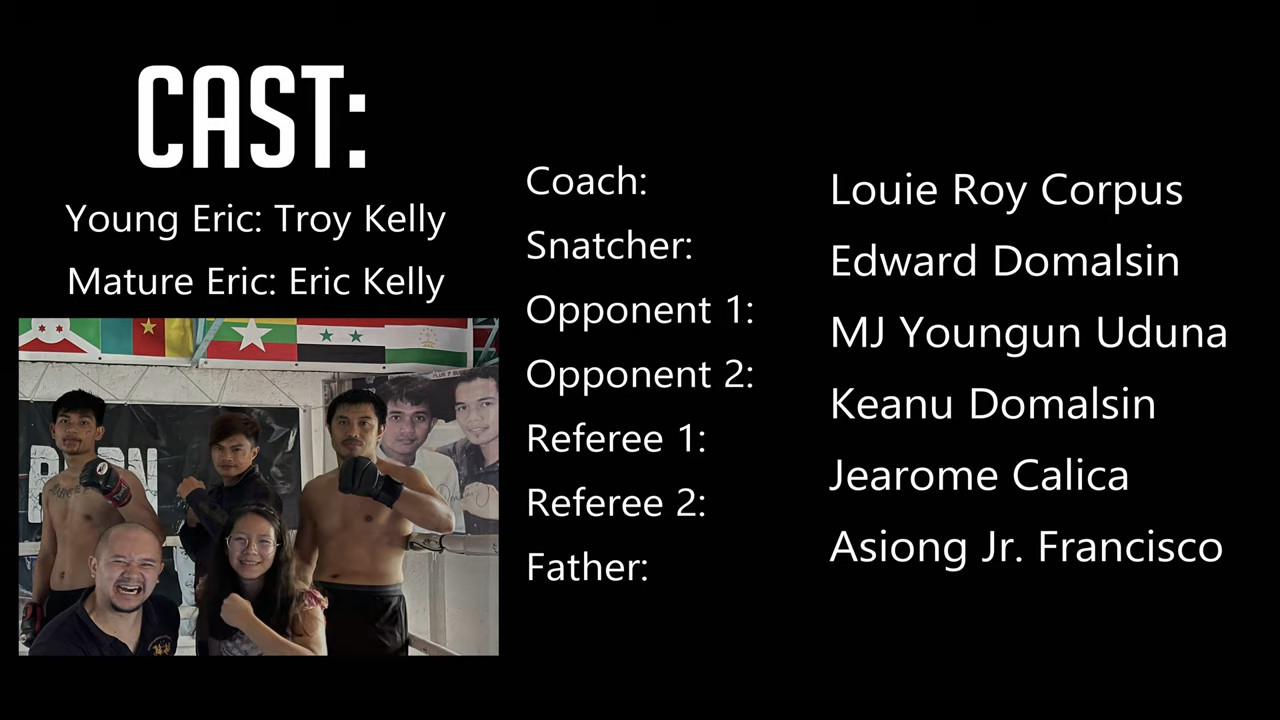 CAST:
Young Eric: Troy Kelly
Mature Eric: Eric Kelly
Coach:
Snatcher:
Opponent 1:
Opponent 2:
Referee 1:
Referee 2:
Father:
Louie Roy Corpus
Edward Domalsin
MJ Youngun Uduna
Keanu Domalsin
Jearome Calica
Asiong Jr. Francisco